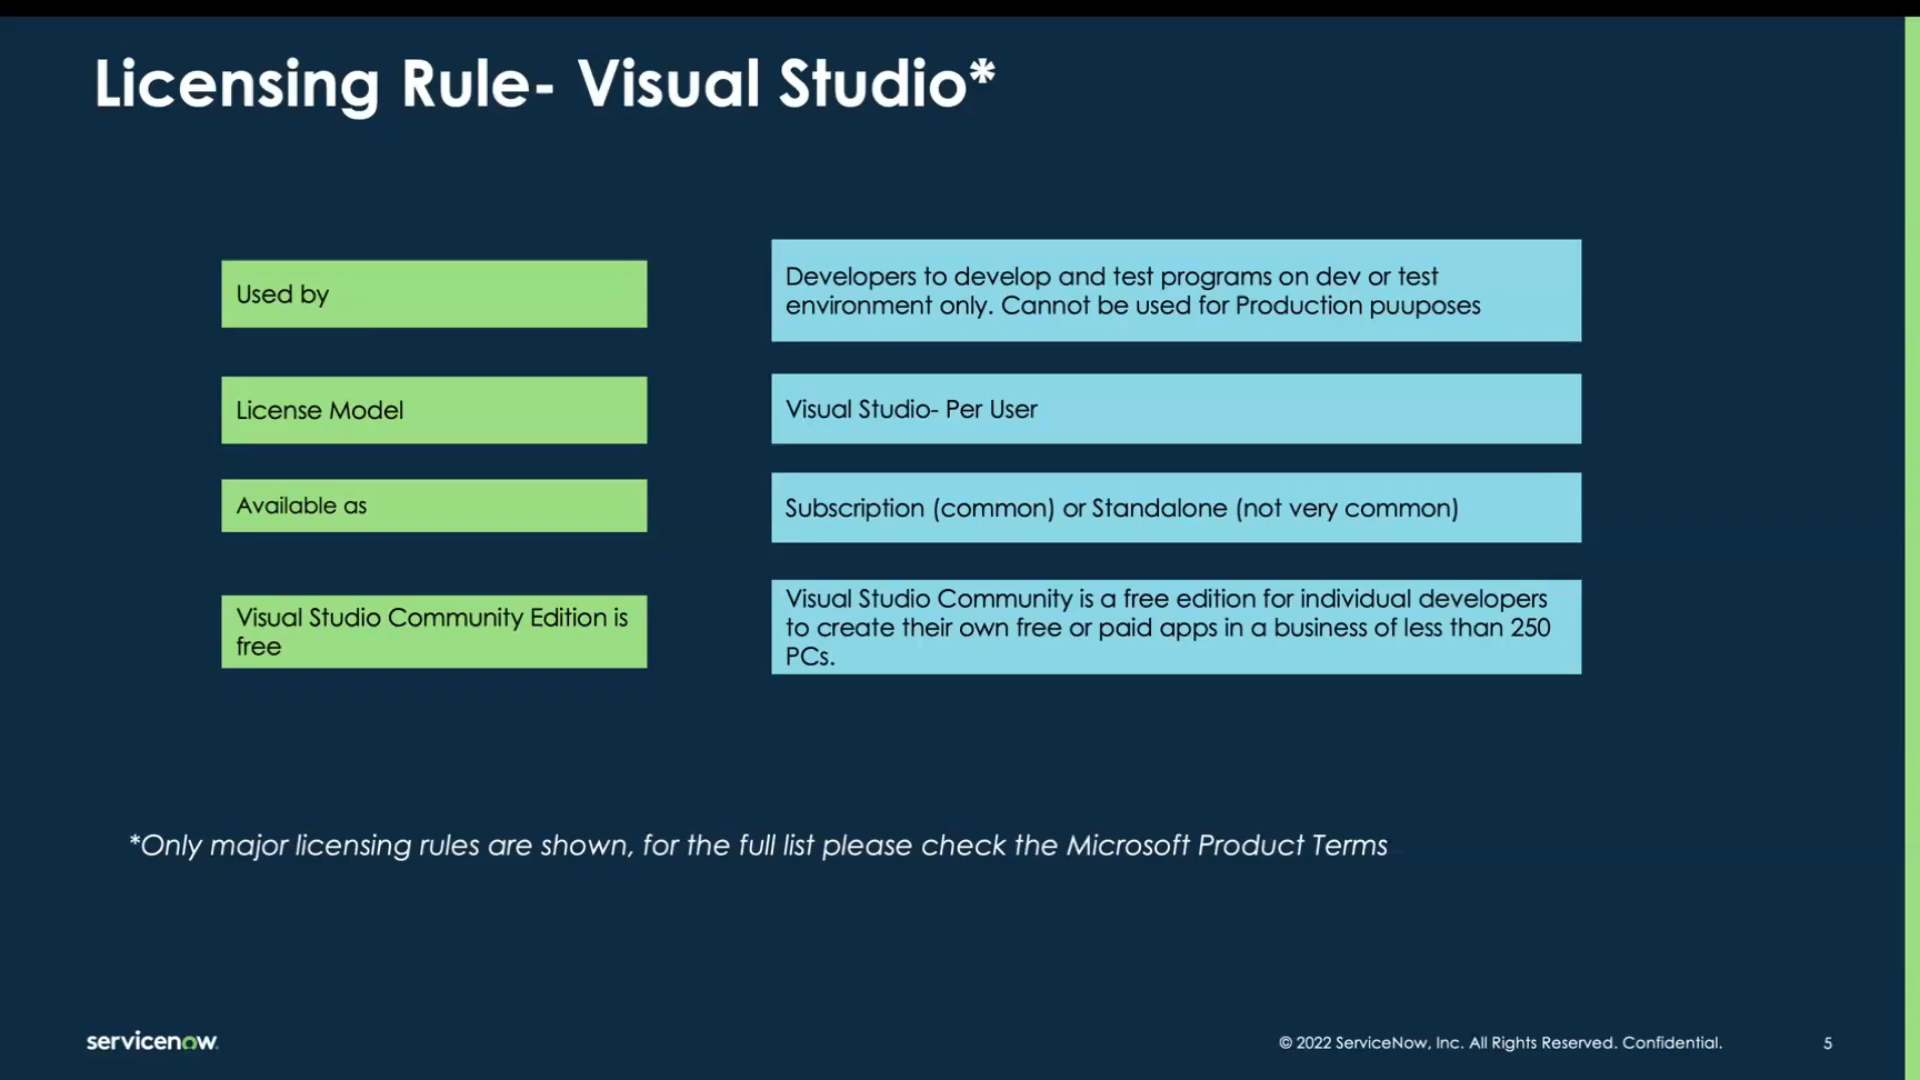 Licensing Rule- Visual Studio*
Used by
Developers to develop and test programs on dev or test
environment only. Cannot be used for Production puuposes
License Model
Visual Studio- Per User
Available as
Subscription (common) or Standalone (not very common)
Visual Studio Community Edition is
free
Visual Studio Community is a free edition for individual developers
to create their own free or paid apps in a business of less than 250
PCs.
*Only major licensing rules are shown, for the full list please check the Microsoft Product Terms
servicenow
© 2022 ServiceNow, Inc. All Rights Reserved. Confidential.
5